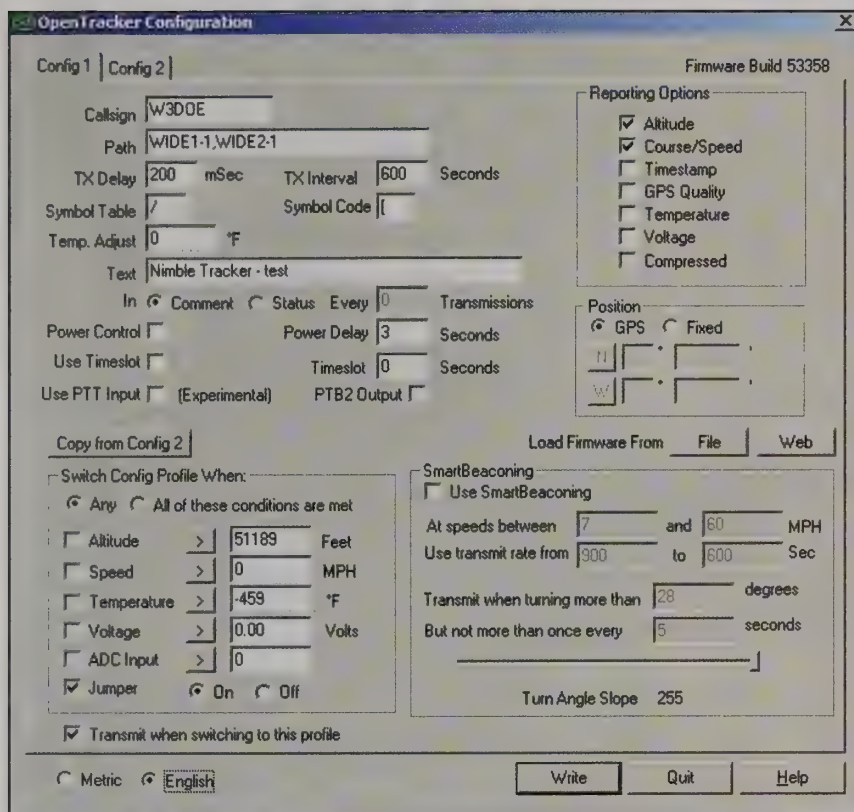 OpenTracker Configuration X
Config 1 Config 2 Firmware Build 53358
Callsign W3DOE
Path WIDE1-1,WIDE2-1
TX Delay 200 mSec TX Interval 600 Seconds
Symbol Table / Symbol Code [
Temp. Adjust 0 °F
Text Nimble Tracker - test
In Comment Status Every 0 Transmissions
Power Control Power Delay 3 Seconds
Use Timeslot Timeslot 0 Seconds
Use PTT Input (Experimental) PTB2 Output
Reporting Options
Altitude
Course/Speed
Timestamp
GPS Quality
Temperature
Voltage
Compressed
Position
GPS Fixed
N ° '
W ° '
Copy from Config 2 Load Firmware From File Web
Switch Config Profile When:
Any All of these conditions are met
Altitude > 51189 Feet
Speed > 0 MPH
Temperature > -459 °F
Voltage > 0.00 Volts
ADC Input > 0
Jumper On Off
Transmit when switching to this profile
SmartBeaconing
Use SmartBeaconing
At speeds between 7 and 60 MPH
Use transmit rate from 900 to 600 Sec
Transmit when turning more than 28 degrees
But not more than once every 5 seconds
Turn Angle Slope 255
Metric English Write Quit Help